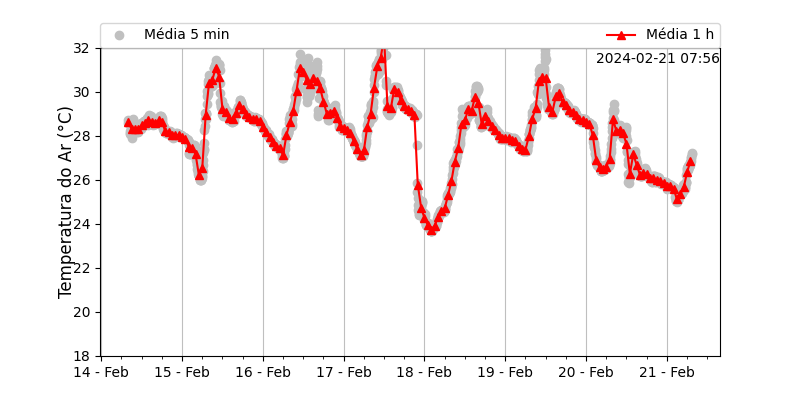 Média 5 min
Média 1 h
2024-02-21 07:56
Temperatura do Ar (°C)
32
30
28
26
24
22
20
18
14 - Feb
15 - Feb
16 - Feb
17 - Feb
18 - Feb
19 - Feb
20 - Feb
21 - Feb